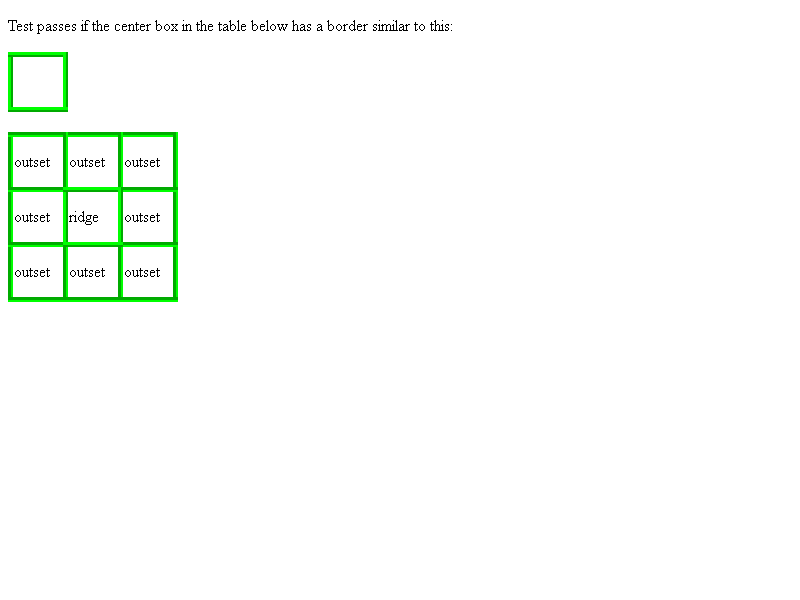 Test passes if the center box in the table below has a border similar to this:
outset outset outset
outset ridge outset
outset outset outset